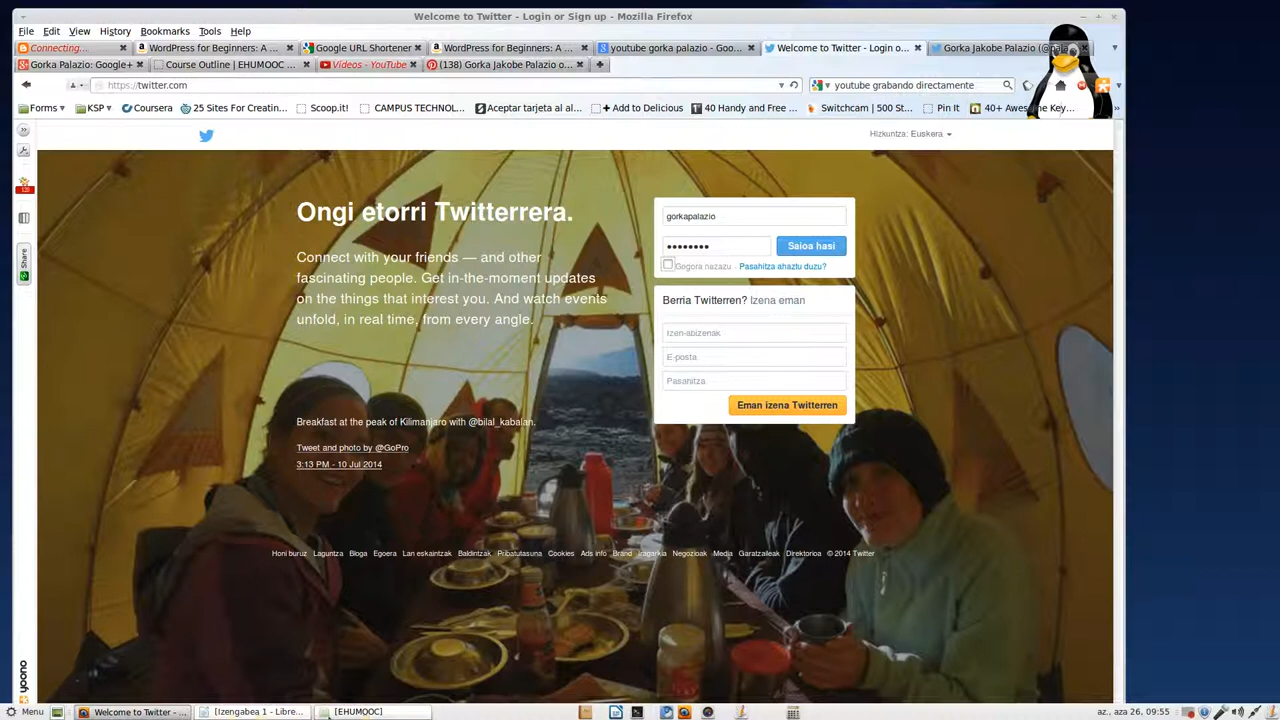 Welcome to Twitter - Login or Sign up - Mozilla Firefox
File Edit View History Bookmarks Tools Help
Connecting... WordPress for Beginners: A ... Google URL Shortener WordPress for Beginners: A ... youtube gorka palazio - Goo... Welcome to Twitter - Login o... Gorka Jakobe Palazio
Gorka Palazio: Google+ Course Outline | EHUMOOC ... Vídeos - YouTube (138) Gorka Jakobe Palazio o...
https://twitter.com youtube grabando directamente
Forms KSP Coursera 25 Sites For Creatin... Scoop.it! CAMPUS TECHNOL... Aceptar tarjeta al al... + Add to Delicious 40 Handy and Free ... Switchcam | 500 St... Pin It 40+ Awesome Key... »
Hizkuntza: Euskera
Ongi etorri Twitterrera.
Connect with your friends — and other
fascinating people. Get in-the-moment updates
on the things that interest you. And watch events
unfold, in real time, from every angle.
gorkapalazio
Saioa hasi
Gogora nazazu · Pasahitza ahaztu duzu?
Berria Twitterren? Izena eman
Izen-abizenak
E-posta
Pasahitza
Eman izena Twitterren
Breakfast at the peak of Kilimanjaro with @bilal_kabalan.
Tweet and photo by @GoPro
3:13 PM - 10 Jul 2014
Honi buruz Laguntza Bloga Egoera Lan eskaintzak Baldintzak Pribatutasuna Cookies Ads info Brand Iragarkia Negozioak Media Garatzaileak Direktorioa © 2014 Twitter
Share
yoono
Menu Welcome to Twitter - ... [Izengabea 1 - Libre... [EHUMOOC] az., aza 26, 09:55